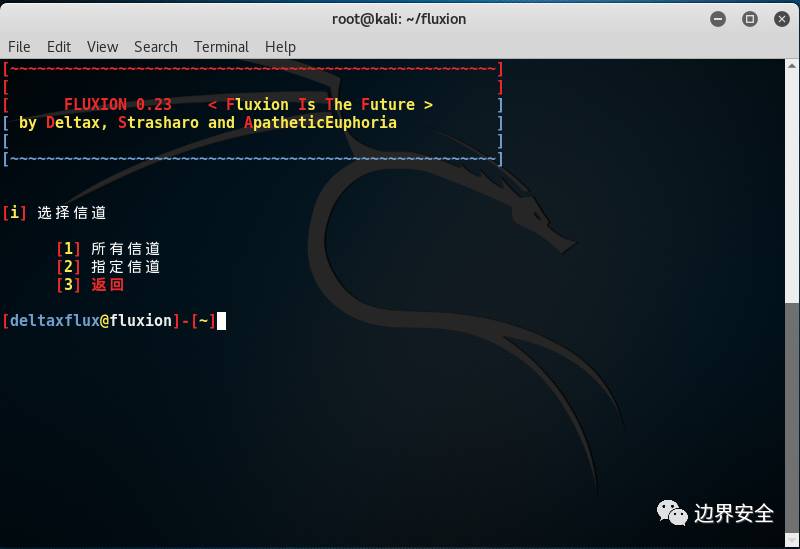 root@kali: ~/fluxion
File Edit View Search Terminal Help
[~~~~~~~~~~~~~~~~~~~~~~~~~~~~~~~~~~~~~~~~~~~~~~~~~~~~~~]
[ ]
[ FLUXION 0.23 < Fluxion Is The Future > ]
[ by Deltax, Strasharo and ApatheticEuphoria ]
[ ]
[~~~~~~~~~~~~~~~~~~~~~~~~~~~~~~~~~~~~~~~~~~~~~~~~~~~~~~]
[i] 选择信道
[1] 所有信道
[2] 指定信道
[3] 返回
[deltaxflux@fluxion]-[~]
边界安全